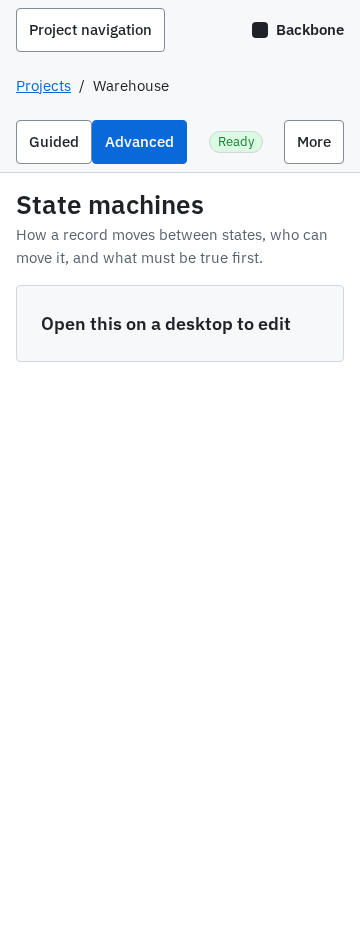 Project navigation
Backbone
Projects / Warehouse
Guided
Advanced
Ready
More
State machines
How a record moves between states, who can
move it, and what must be true first.
Open this on a desktop to edit